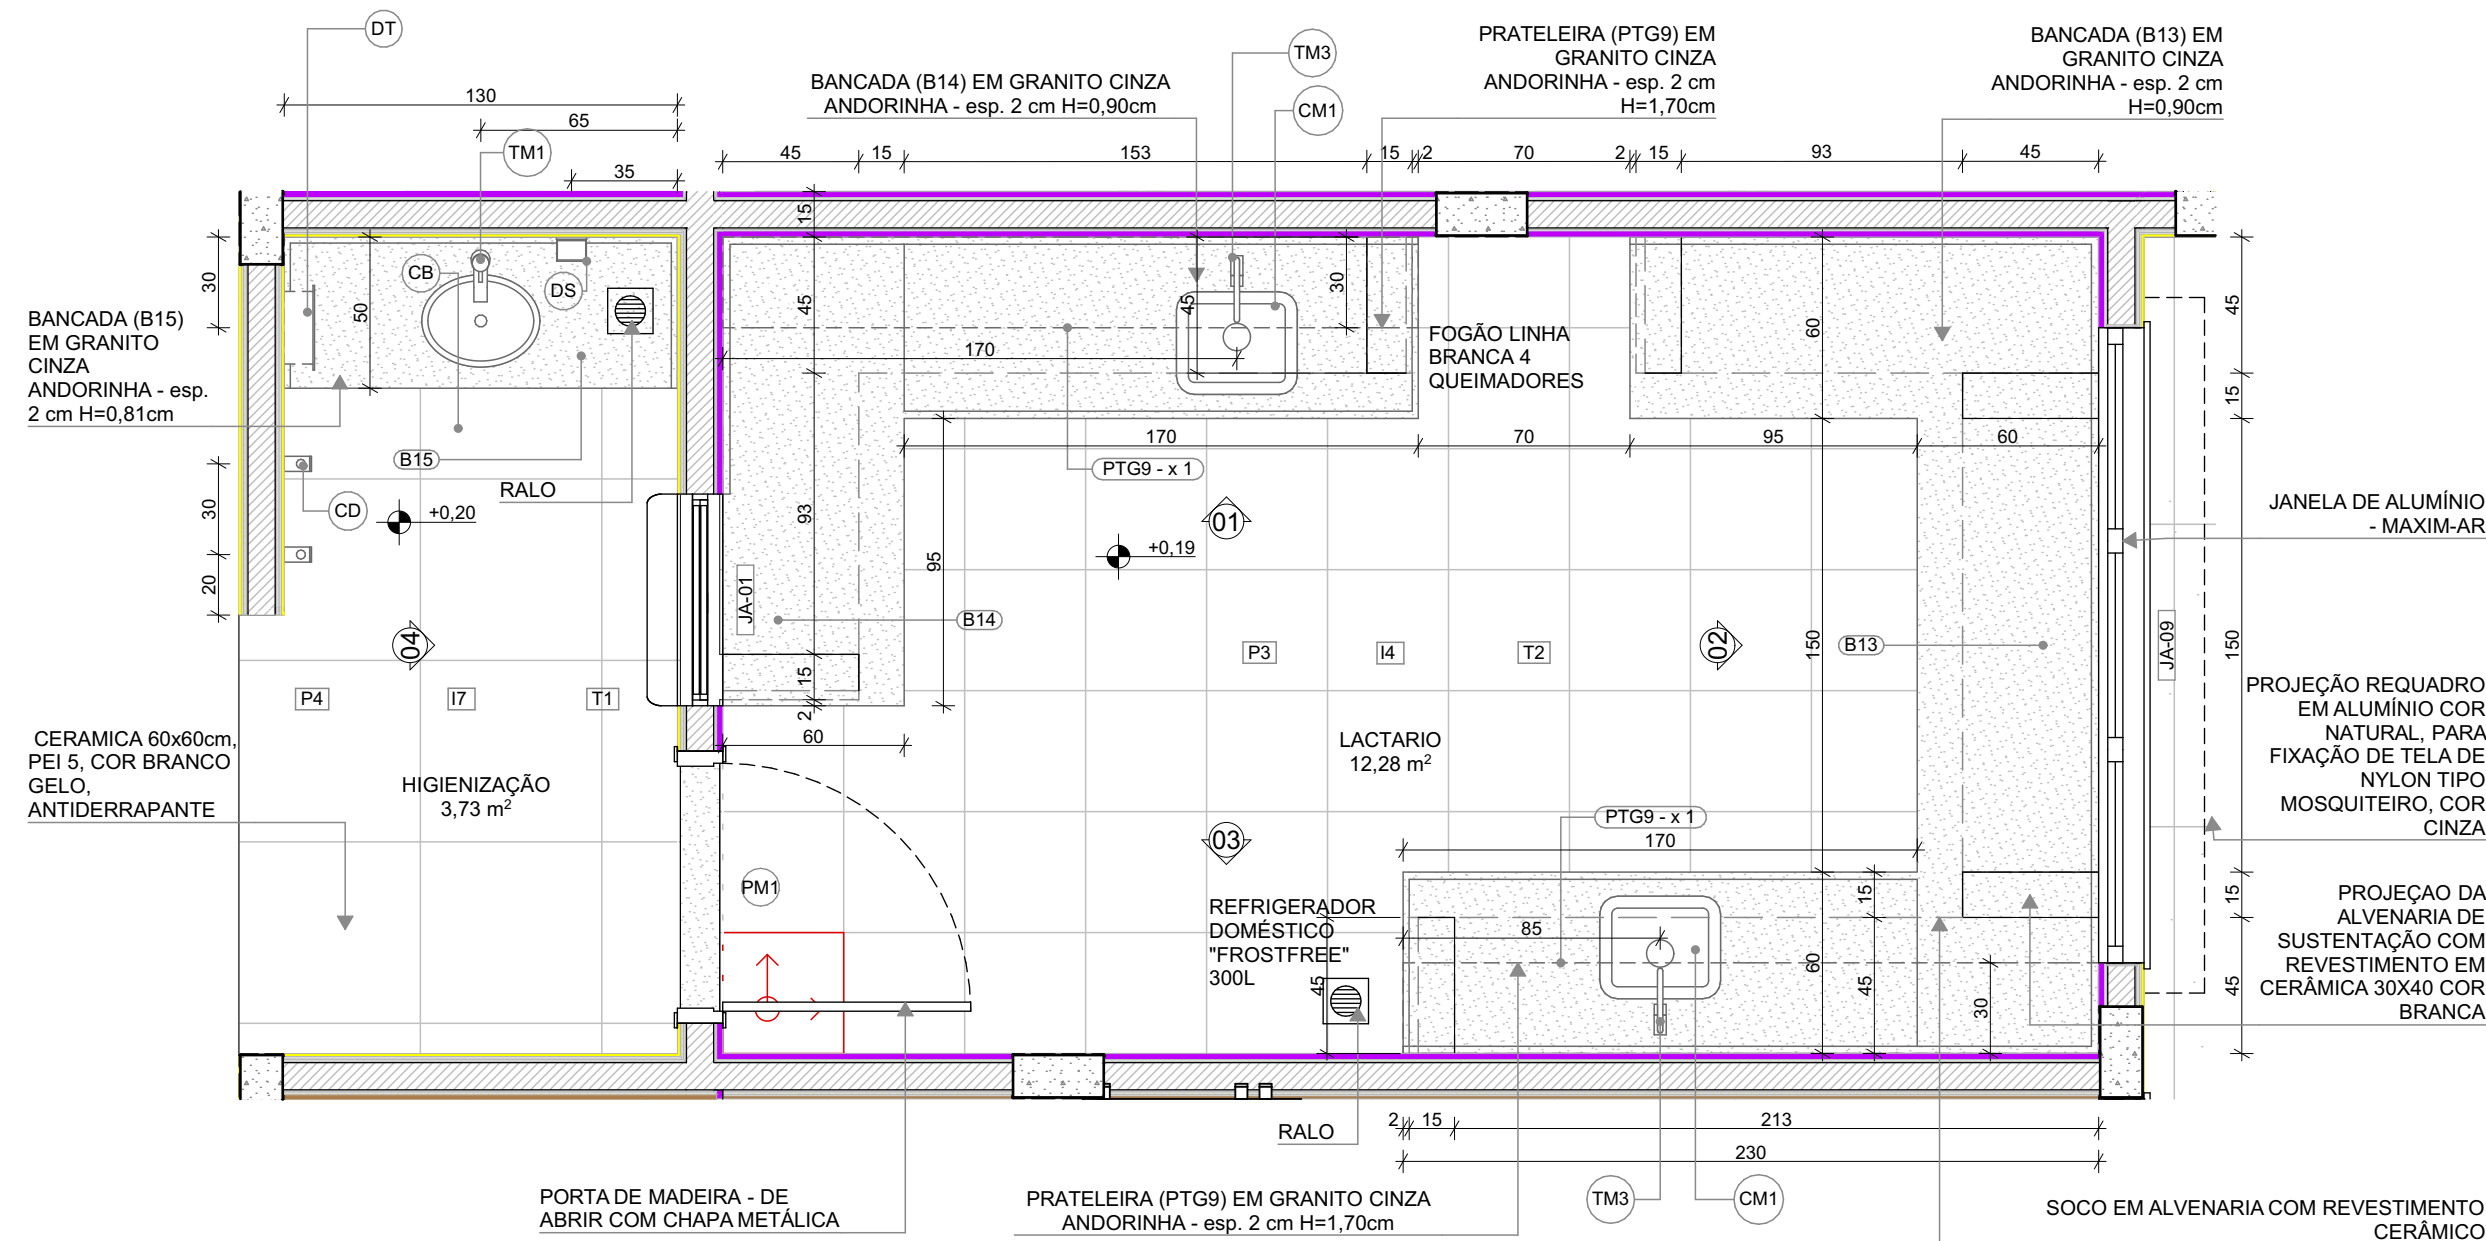 DT
TM3
CM1
PRATELEIRA (PTG9) EM
GRANITO CINZA
ANDORINHA - esp. 2 cm
H=1,70cm
BANCADA (B13) EM
GRANITO CINZA
ANDORINHA - esp. 2 cm
H=0,90cm
BANCADA (B14) EM GRANITO CINZA
ANDORINHA - esp. 2 cm H=0,90cm
130
65
TM1
35
45
15
153
15
2
70
2
15
93
45
15
30
CB
DS
50
45
45
30
60
45
BANCADA (B15)
EM GRANITO
CINZA
ANDORINHA - esp.
2 cm H=0,81cm
170
FOGÃO LINHA
BRANCA 4
QUEIMADORES
15
170
70
95
60
B15
PTG9 - x 1
RALO
CD
+0,20
30
20
93
01
+0,19
95
JANELA DE ALUMÍNIO
- MAXIM-AR
JA-01
B14
04
P3
I4
T2
02
150
B13
JA-09
150
P4
I7
T1
15
2
60
PROJEÇÃO REQUADRO
EM ALUMÍNIO COR
NATURAL, PARA
FIXAÇÃO DE TELA DE
NYLON TIPO
MOSQUITEIRO, COR
CINZA
CERAMICA 60x60cm,
PEI 5, COR BRANCO
GELO,
ANTIDERRAPANTE
HIGIENIZAÇÃO
3,73 m²
LACTARIO
12,28 m²
PTG9 - x 1
170
03
PM1
REFRIGERADOR
DOMÉSTICO
"FROSTFREE"
300L
45
85
15
60
45
30
15
45
PROJEÇAO DA
ALVENARIA DE
SUSTENTAÇÃO COM
REVESTIMENTO EM
CERÂMICA 30X40 COR
BRANCA
RALO
2
15
213
230
PORTA DE MADEIRA - DE
ABRIR COM CHAPA METÁLICA
PRATELEIRA (PTG9) EM GRANITO CINZA
ANDORINHA - esp. 2 cm H=1,70cm
TM3
CM1
SOCO EM ALVENARIA COM REVESTIMENTO
CERÂMICO